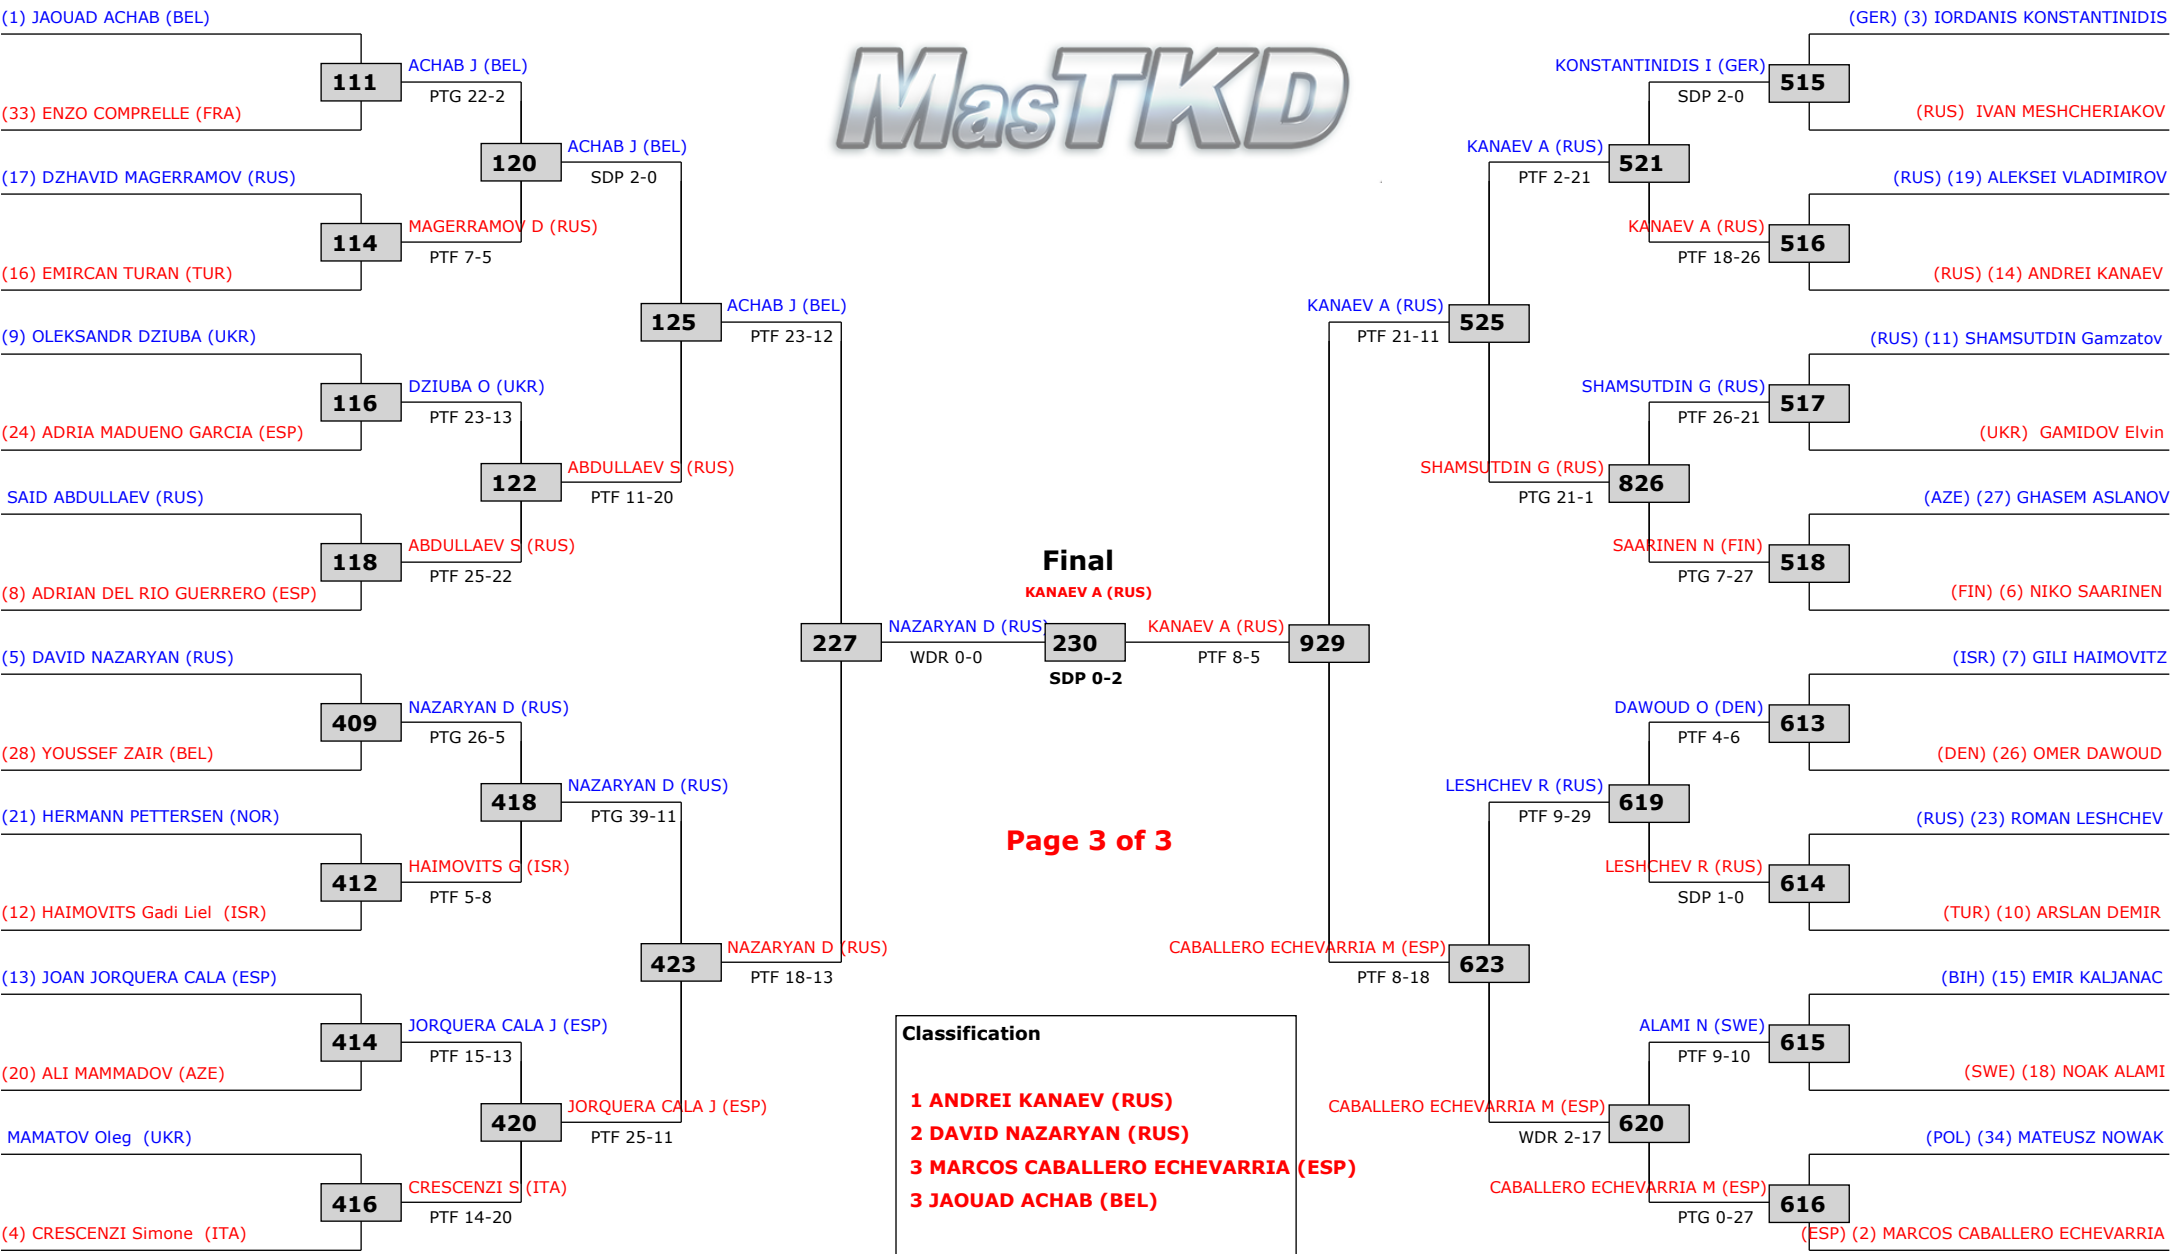 (1) JAOUAD ACHAB (BEL)
111
ACHAB J (BEL)
PTG 22-2
(33) ENZO COMPRELLE (FRA)
120
ACHAB J (BEL)
SDP 2-0
(17) DZHAVID MAGERRAMOV (RUS)
114
MAGERRAMOV D (RUS)
PTF 7-5
(16) EMIRCAN TURAN (TUR)
125
ACHAB J (BEL)
PTF 23-12
(9) OLEKSANDR DZIUBA (UKR)
116
DZIUBA O (UKR)
PTF 23-13
(24) ADRIA MADUENO GARCIA (ESP)
122
ABDULLAEV S (RUS)
PTF 11-20
SAID ABDULLAEV (RUS)
118
ABDULLAEV S (RUS)
PTF 25-22
(8) ADRIAN DEL RIO GUERRERO (ESP)
227
NAZARYAN D (RUS)
WDR 0-0
(5) DAVID NAZARYAN (RUS)
409
NAZARYAN D (RUS)
PTG 26-5
(28) YOUSSEF ZAIR (BEL)
418
NAZARYAN D (RUS)
PTG 39-11
(21) HERMANN PETTERSEN (NOR)
412
HAIMOVITS G (ISR)
PTF 5-8
(12) HAIMOVITS Gadi Liel (ISR)
423
NAZARYAN D (RUS)
PTF 18-13
(13) JOAN JORQUERA CALA (ESP)
414
JORQUERA CALA J (ESP)
PTF 15-13
(20) ALI MAMMADOV (AZE)
420
JORQUERA CALA J (ESP)
PTF 25-11
MAMATOV Oleg (UKR)
416
CRESCENZI S (ITA)
PTF 14-20
(4) CRESCENZI Simone (ITA)
MasTKD
Final
KANAEV A (RUS)
230
SDP 0-2
Page 3 of 3
Classification
1 ANDREI KANAEV (RUS)
2 DAVID NAZARYAN (RUS)
3 MARCOS CABALLERO ECHEVARRIA (ESP)
3 JAOUAD ACHAB (BEL)
(GER) (3) IORDANIS KONSTANTINIDIS
KONSTANTINIDIS I (GER)
515
SDP 2-0
(RUS) IVAN MESHCHERIAKOV
KANAEV A (RUS)
521
PTF 2-21
(RUS) (19) ALEKSEI VLADIMIROV
KANAEV A (RUS)
516
PTF 18-26
(RUS) (14) ANDREI KANAEV
KANAEV A (RUS)
525
PTF 21-11
(RUS) (11) SHAMSUTDIN Gamzatov
SHAMSUTDIN G (RUS)
517
PTF 26-21
(UKR) GAMIDOV Elvin
SHAMSUTDIN G (RUS)
826
PTG 21-1
(AZE) (27) GHASEM ASLANOV
SAARINEN N (FIN)
518
PTG 7-27
(FIN) (6) NIKO SAARINEN
KANAEV A (RUS)
929
PTF 8-5
(ISR) (7) GILI HAIMOVITZ
DAWOUD O (DEN)
613
PTF 4-6
(DEN) (26) OMER DAWOUD
LESHCHEV R (RUS)
619
PTF 9-29
(RUS) (23) ROMAN LESHCHEV
LESHCHEV R (RUS)
614
SDP 1-0
(TUR) (10) ARSLAN DEMIR
CABALLERO ECHEVARRIA M (ESP)
623
PTF 8-18
(BIH) (15) EMIR KALJANAC
ALAMI N (SWE)
615
PTF 9-10
(SWE) (18) NOAK ALAMI
CABALLERO ECHEVARRIA M (ESP)
620
WDR 2-17
(POL) (34) MATEUSZ NOWAK
CABALLERO ECHEVARRIA M (ESP)
616
PTG 0-27
(ESP) (2) MARCOS CABALLERO ECHEVARRIA